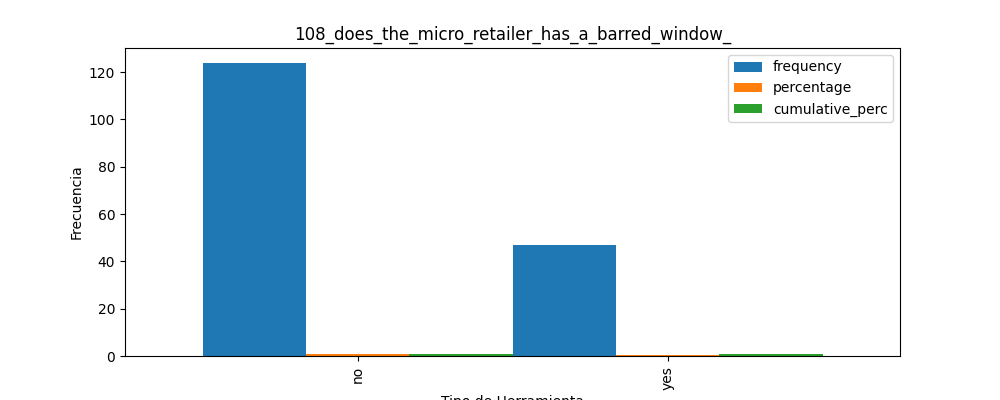 108_does_the_micro_retailer_has_a_barred_window_
frequency
percentage
cumulative_perc
120
100
80
60
40
20
0
Frecuencia
no
yes
Tipo de Herramienta